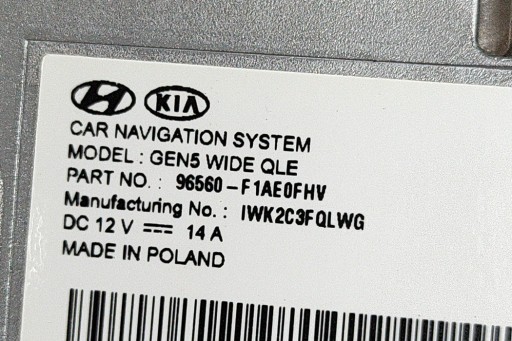 KIA
CAR NAVIGATION SYSTEM
MODEL : GEN5 WIDE QLE
PART NO. : 96560-F1AE0FHV
Manufacturing No. : IWK2C3FQLWG
DC 12 V ⎓ 14 A
MADE IN POLAND